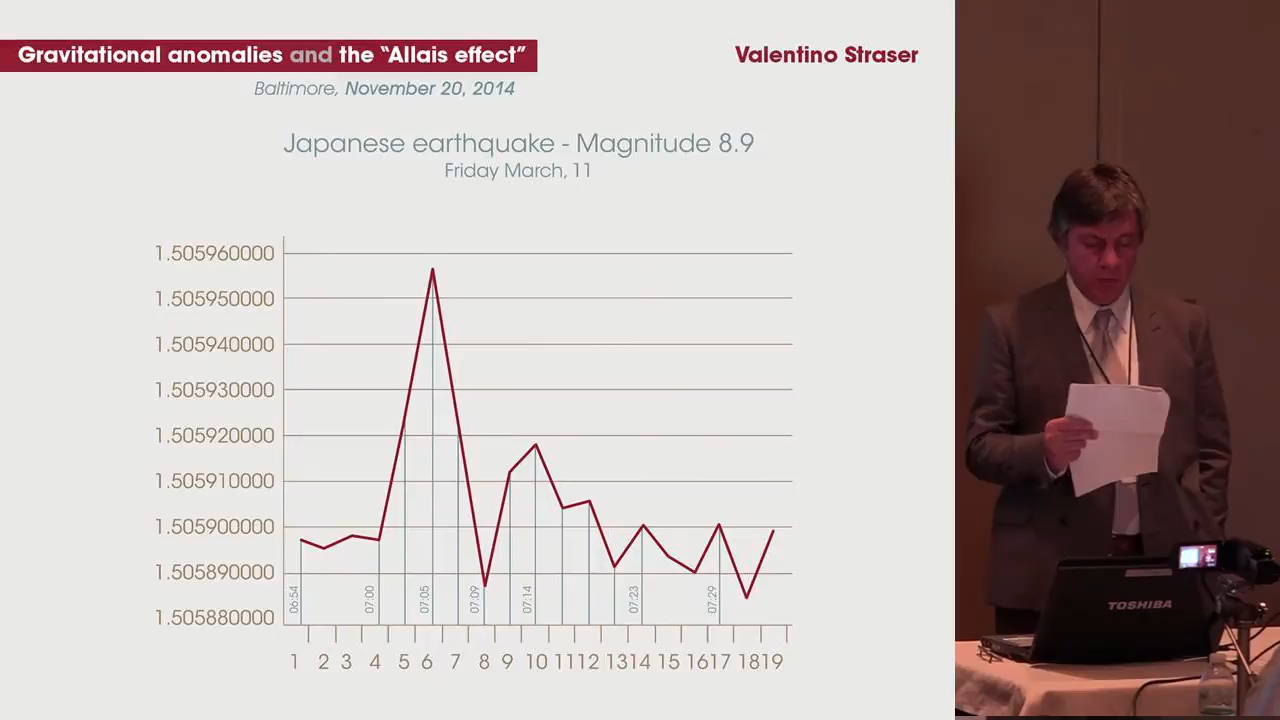 Gravitational anomalies and the “Allais effect”
Valentino Straser
Baltimore, November 20, 2014
Japanese earthquake - Magnitude 8.9
Friday March, 11
1.505960000
1.505950000
1.505940000
1.505930000
1.505920000
1.505910000
1.505900000
1.505890000
1.505880000
06:54 07:00 07:05 07:09 07:14 07:23 07:29
1 2 3 4 5 6 7 8 9 10 11 12 13 14 15 16 17 18 19
TOSHIBA